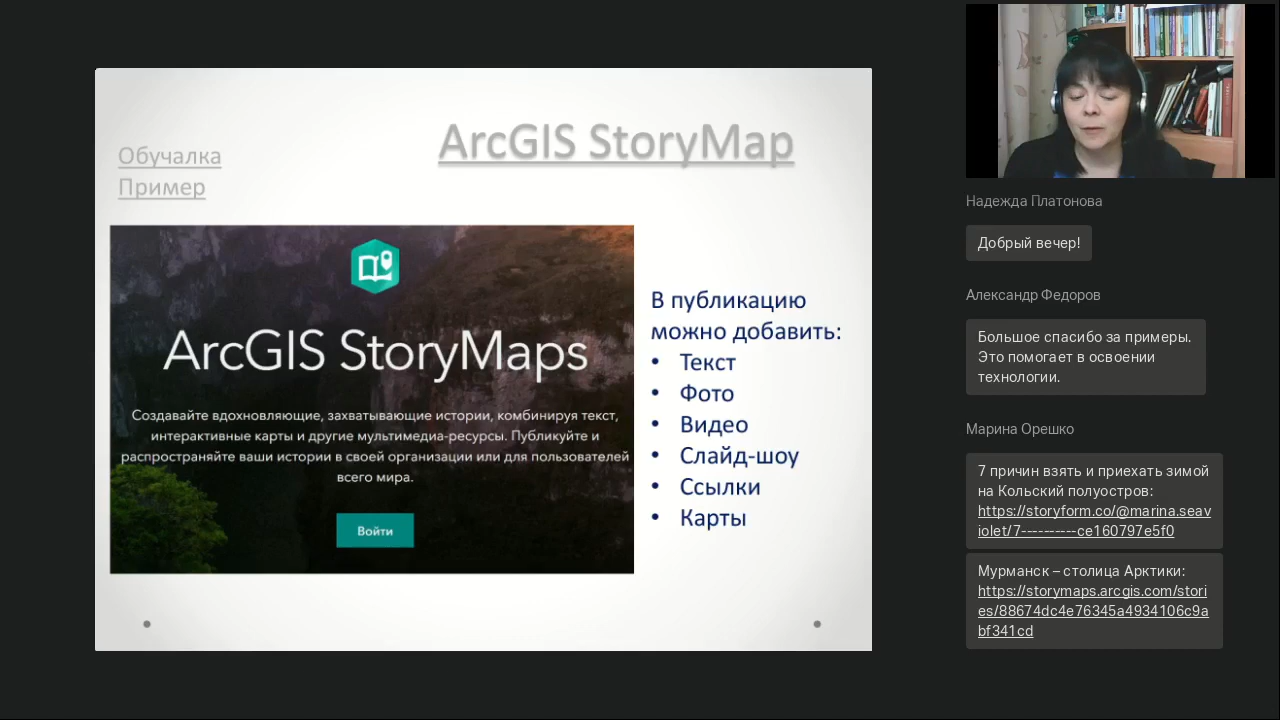 Обучалка
Пример
ArcGIS StoryMap
ArcGIS StoryMaps
Создавайте вдохновляющие, захватывающие истории, комбинируя текст,
интерактивные карты и другие мультимедиа-ресурсы. Публикуйте и
распространяйте ваши истории в своей организации или для пользователей
всего мира.
Войти
В публикацию
можно добавить:
• Текст
• Фото
• Видео
• Слайд-шоу
• Ссылки
• Карты
Надежда Платонова
Добрый вечер!
Александр Федоров
Большое спасибо за примеры.
Это помогает в освоении
технологии.
Марина Орешко
7 причин взять и приехать зимой
на Кольский полуостров:
https://storyform.co/@marina.seav
iolet/7----------ce160797e5f0
Мурманск – столица Арктики:
https://storymaps.arcgis.com/stori
es/88674dc4e76345a4934106c9a
bf341cd